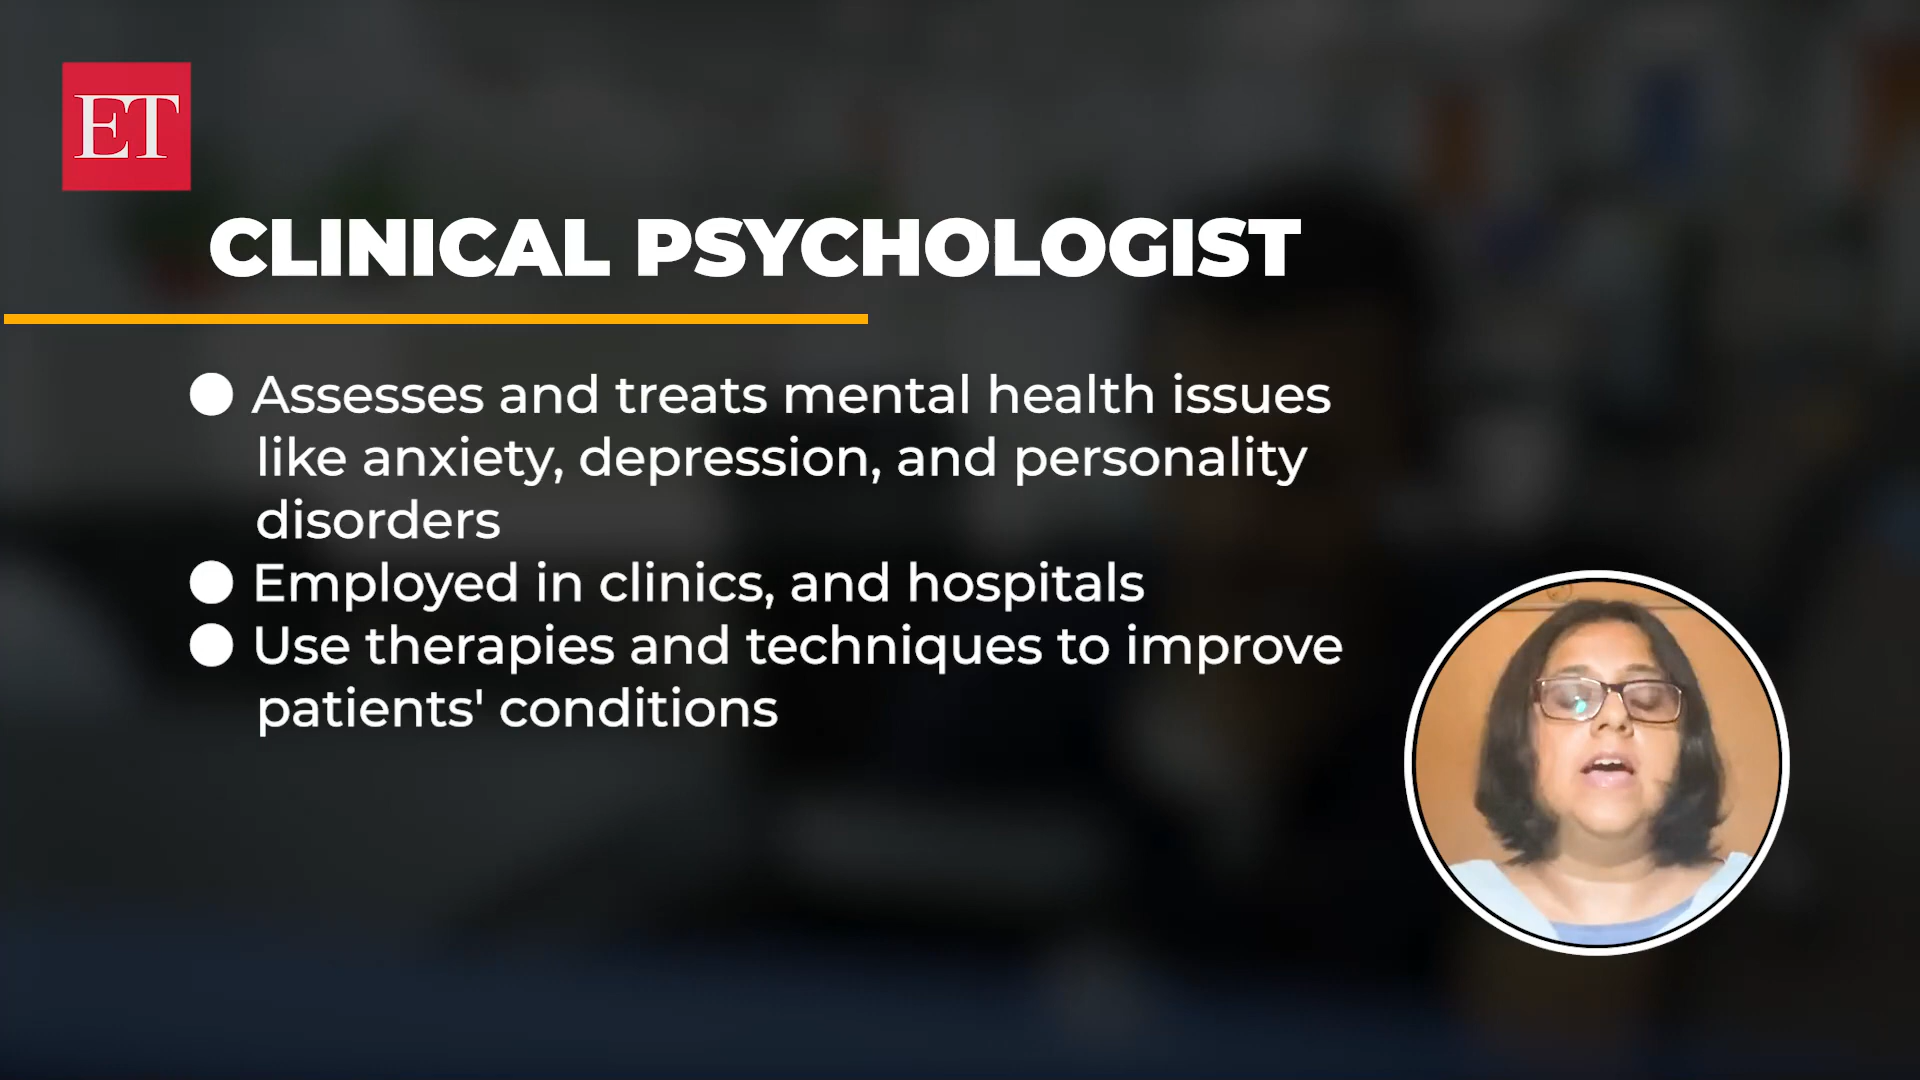 ET
CLINICAL PSYCHOLOGIST
● Assesses and treats mental health issues
like anxiety, depression, and personality
disorders
● Employed in clinics, and hospitals
● Use therapies and techniques to improve
patients' conditions